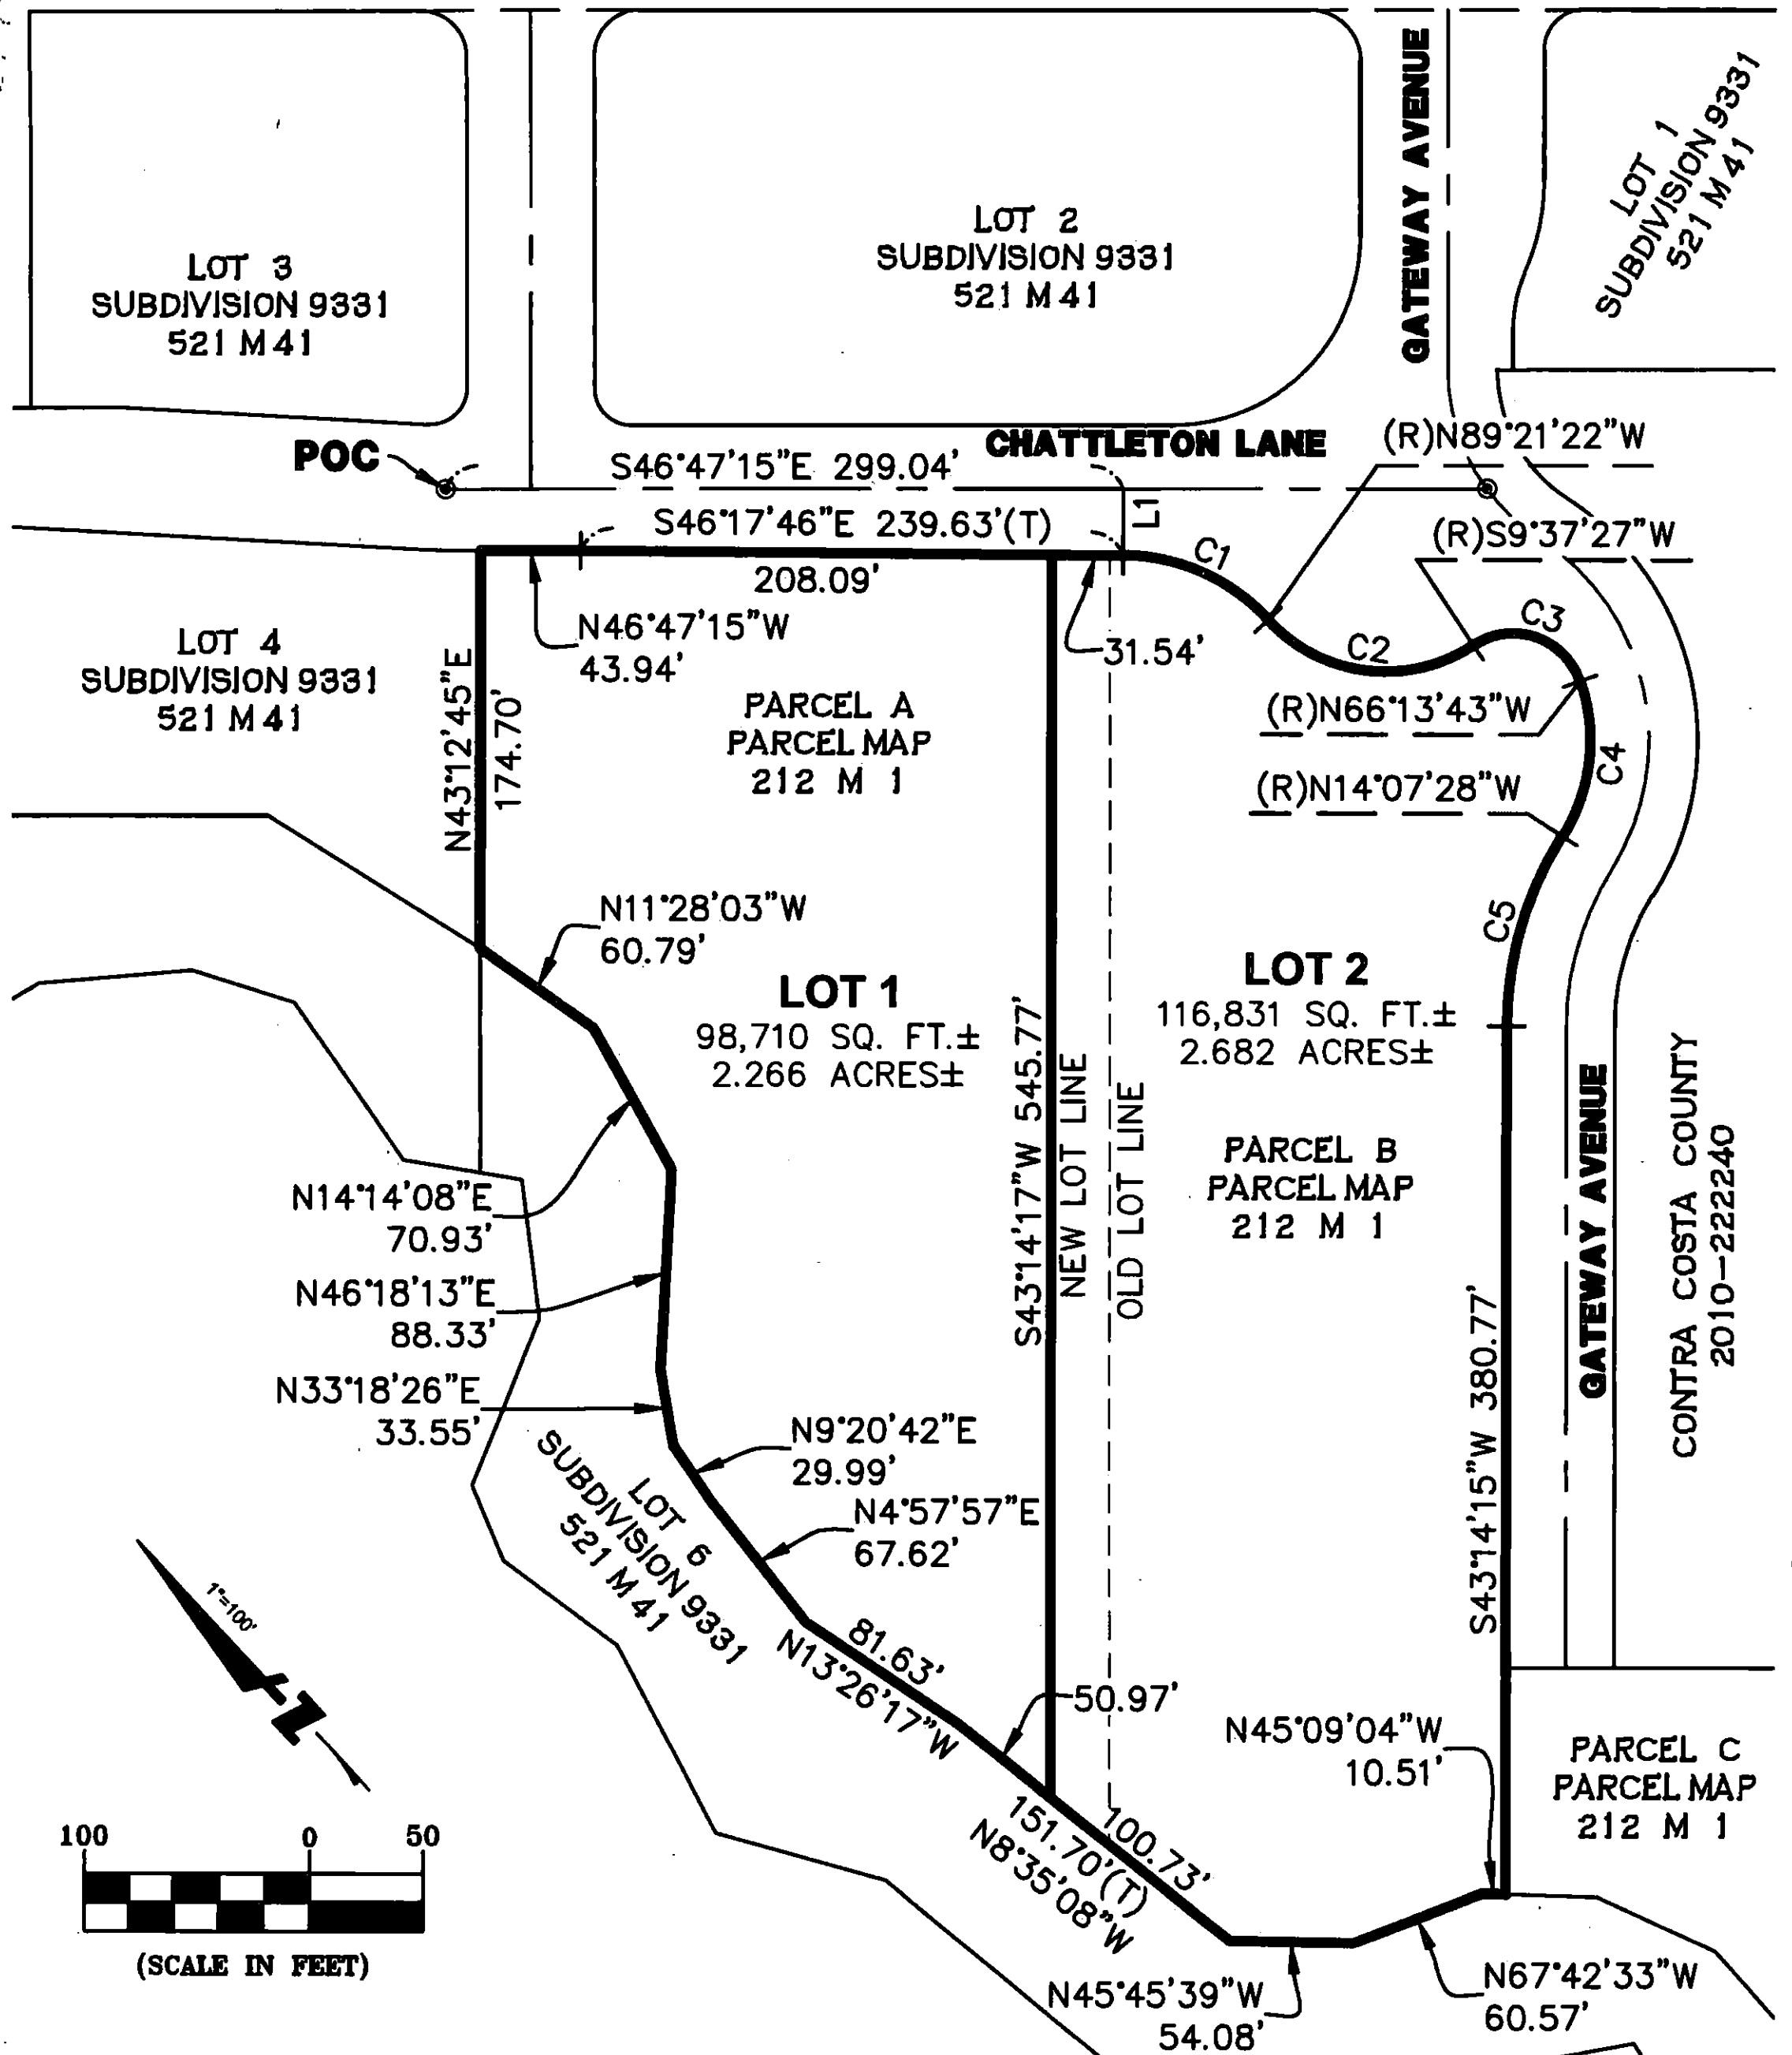 GATEWAY AVENUE
LOT 1
SUBDIVISION 9331
521 M 41
LOT 2
SUBDIVISION 9331
521 M 41
LOT 3
SUBDIVISION 9331
521 M 41
POC
CHATTLETON LANE
(R)N89°21'22"W
S46°47'15"E 299.04'
L1
S46°17'46"E 239.63'(T)
(R)S9°37'27"W
208.09'
C1
C3
N46°47'15"W
43.94'
31.54'
C2
LOT 4
SUBDIVISION 9331
521 M 41
N43°12'45"E
174.70'
PARCEL A
PARCEL MAP
212 M 1
(R)N66°13'43"W
C4
(R)N14°07'28"W
C5
N11°28'03"W
60.79'
LOT 1
98,710 SQ. FT.±
2.266 ACRES±
LOT 2
116,831 SQ. FT.±
2.682 ACRES±
S43°14'17"W 545.77'
NEW LOT LINE
OLD LOT LINE
PARCEL B
PARCEL MAP
212 M 1
GATEWAY AVENUE
CONTRA COSTA COUNTY
2010-222240
N14°14'08"E
70.93'
N46°18'13"E
88.33'
N33°18'26"E
33.55'
S43°14'15"W 380.77'
N9°20'42"E
29.99'
LOT 6
SUBDIVISION 9331
521 M 41
N4°57'57"E
67.62'
1"=100'
N
81.63'
N13°26'17"W
50.97'
N45°09'04"W
10.51'
PARCEL C
PARCEL MAP
212 M 1
100.73'
151.70'(T)
N8°35'08"W
100 0 50
(SCALE IN FEET)
N45°45'39"W
54.08'
N67°42'33"W
60.57'